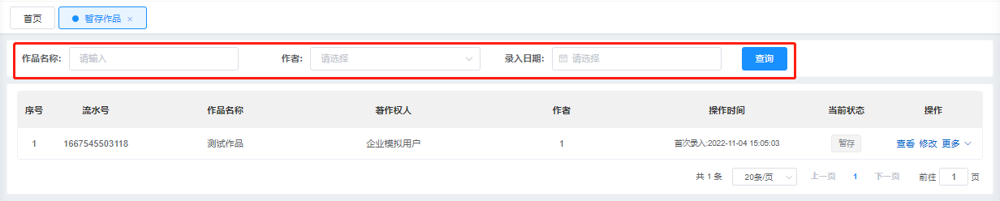 首页 暂存作品 ×
作品名称: 请输入 作者: 请选择 录入日期: 请选择 查询
序号 流水号 作品名称 著作权人 作者 操作时间 当前状态 操作
1 1667545503118 测试作品 企业模拟用户 1 首次录入:2022-11-04 15:05:03 暂存 查看 修改 更多
共 1 条 20条/页 上一页 1 下一页 前往 1 页